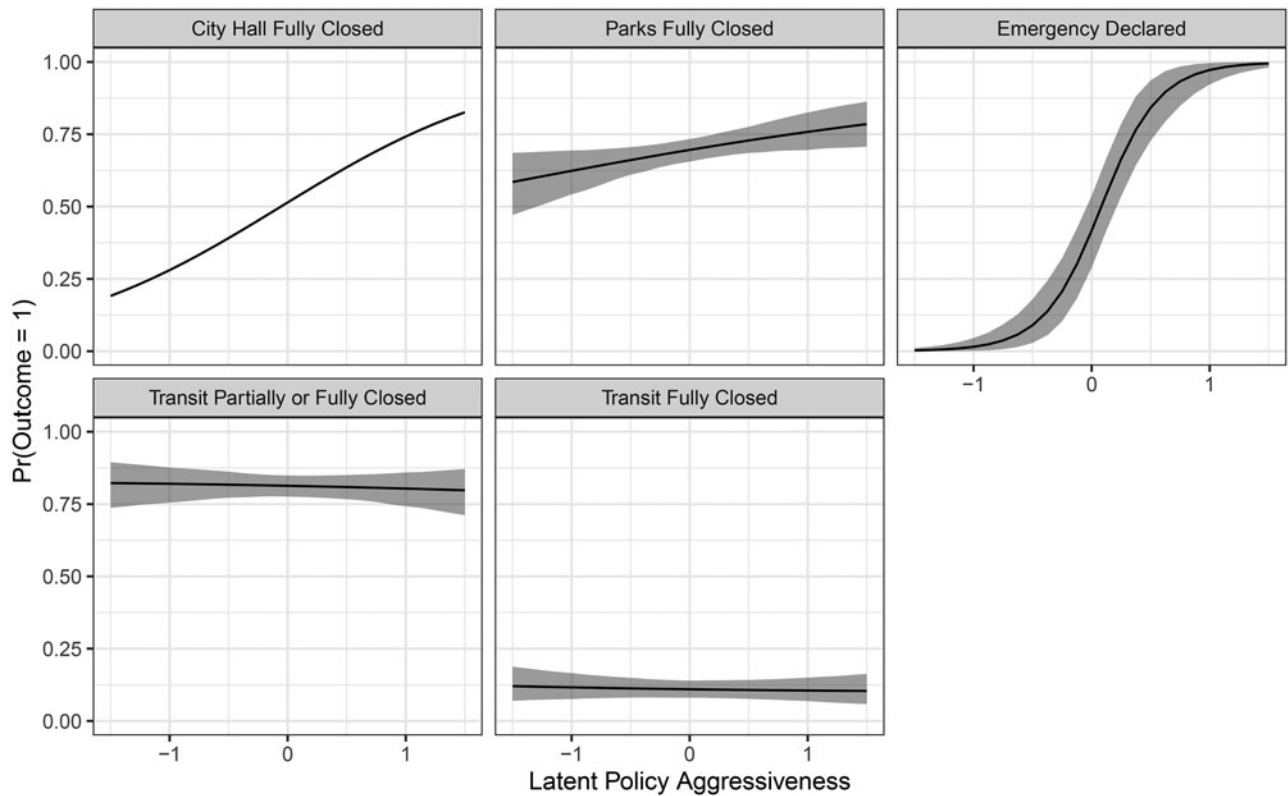 City Hall Fully Closed
Parks Fully Closed
Emergency Declared
1.00
0.75
0.50
0.25
0.00
−1 0 1
Transit Partially or Fully Closed
Transit Fully Closed
1.00
0.75
0.50
0.25
0.00
−1 0 1
−1 0 1
Pr(Outcome = 1)
Latent Policy Aggressiveness